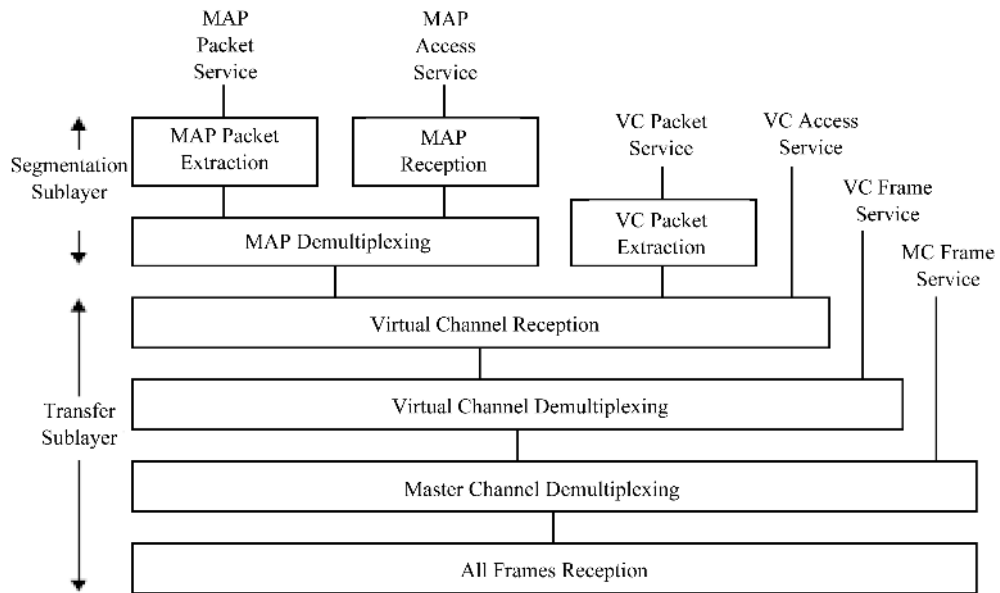 MAP
Packet
Service
MAP
Access
Service
MAP Packet
Extraction
MAP
Reception
VC Packet
Service
VC Access
Service
Segmentation
Sublayer
VC Frame
Service
VC Packet
Extraction
MAP Demultiplexing
MC Frame
Service
Virtual Channel Reception
Transfer
Sublayer
Virtual Channel Demultiplexing
Master Channel Demultiplexing
All Frames Reception